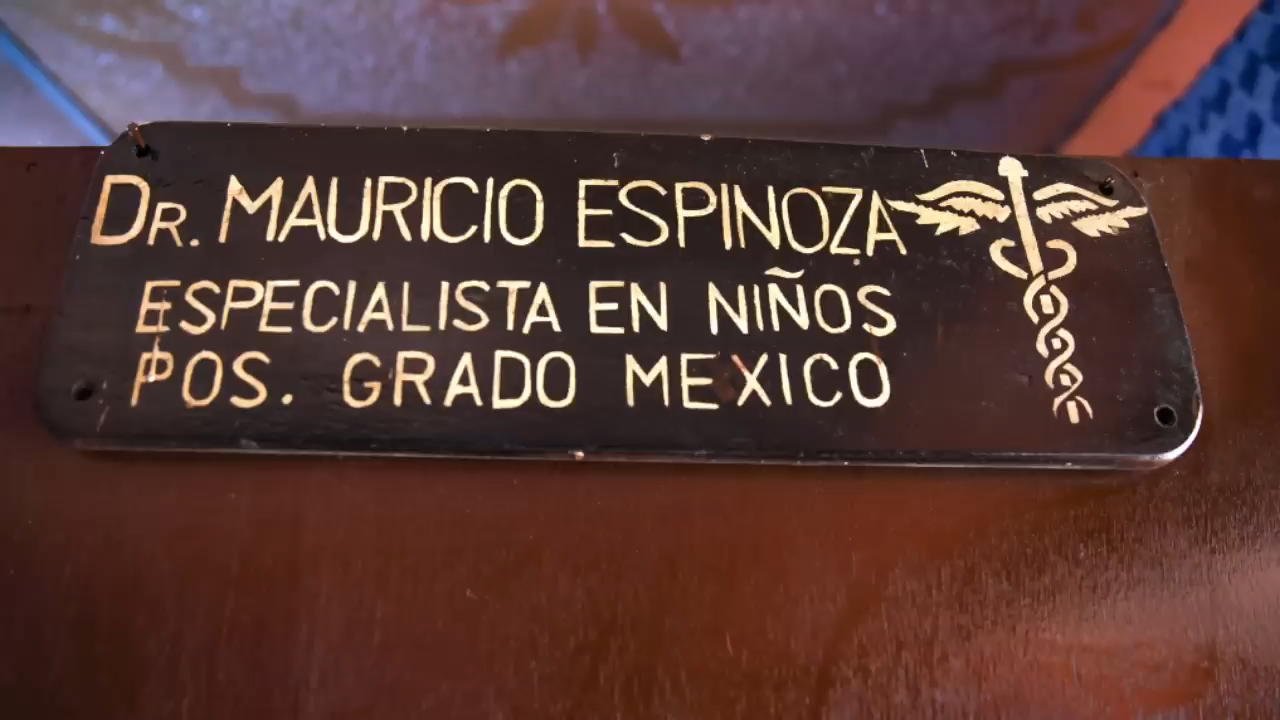 DR. MAURICIO ESPINOZA
ESPECIALISTA EN NIÑOS
POS. GRADO MEXICO